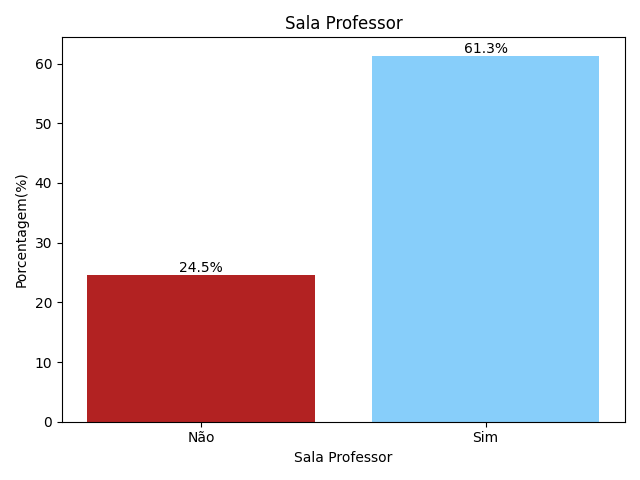 Sala Professor
61.3%
24.5%
Porcentagem(%)
60
50
40
30
20
10
0
Não
Sim
Sala Professor